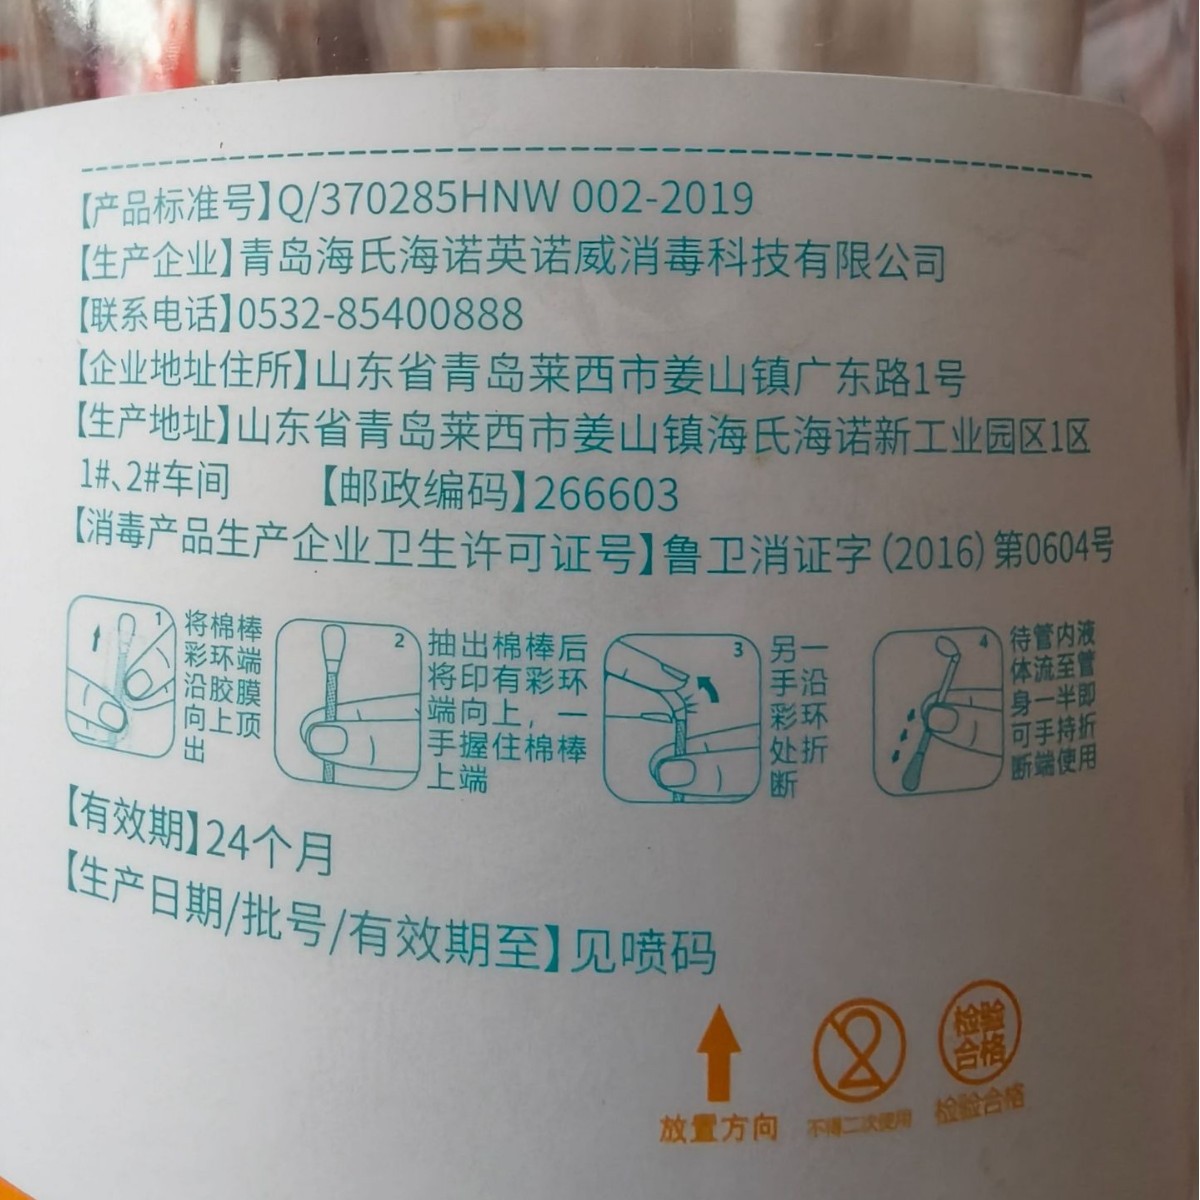 【产品标准号】Q/370285HNW 002-2019
【生产企业】青岛海氏海诺英诺威消毒科技有限公司
【联系电话】0532-85400888
【企业地址住所】山东省青岛莱西市姜山镇广东路1号
【生产地址】山东省青岛莱西市姜山镇海氏海诺新工业园区1区
1#、2#车间 【邮政编码】266603
【消毒产品生产企业卫生许可证号】鲁卫消证字(2016)第0604号
1
将棉棒
彩环端
沿胶膜
向上顶
出
2
抽出棉棒后
将印有彩环
端向上，一
手握住棉棒
上端
3
另一
手沿
彩环
处折
断
4
待管内液
体流至管
身一半即
可手持折
断端使用
【有效期】24个月
【生产日期/批号/有效期至】见喷码
放置方向
2
不得二次使用
检验
合格
检验合格